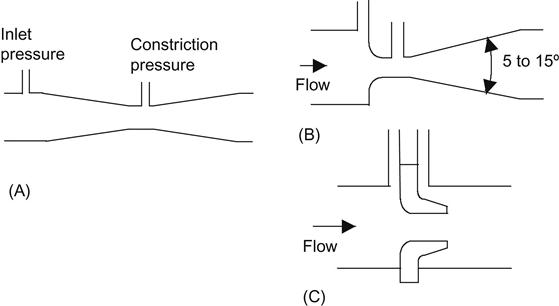 Inlet
pressure
Constriction
pressure
(A)
Flow
5 to 15º
(B)
Flow
(C)